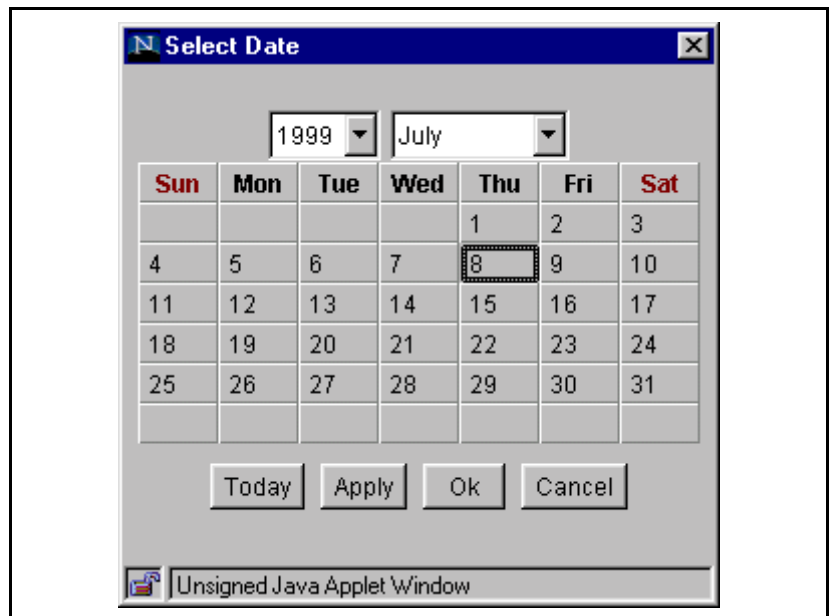 N Select Date
1999 July
Sun Mon Tue Wed Thu Fri Sat
1 2 3
4 5 6 7 8 9 10
11 12 13 14 15 16 17
18 19 20 21 22 23 24
25 26 27 28 29 30 31
Today Apply Ok Cancel
Unsigned Java Applet Window